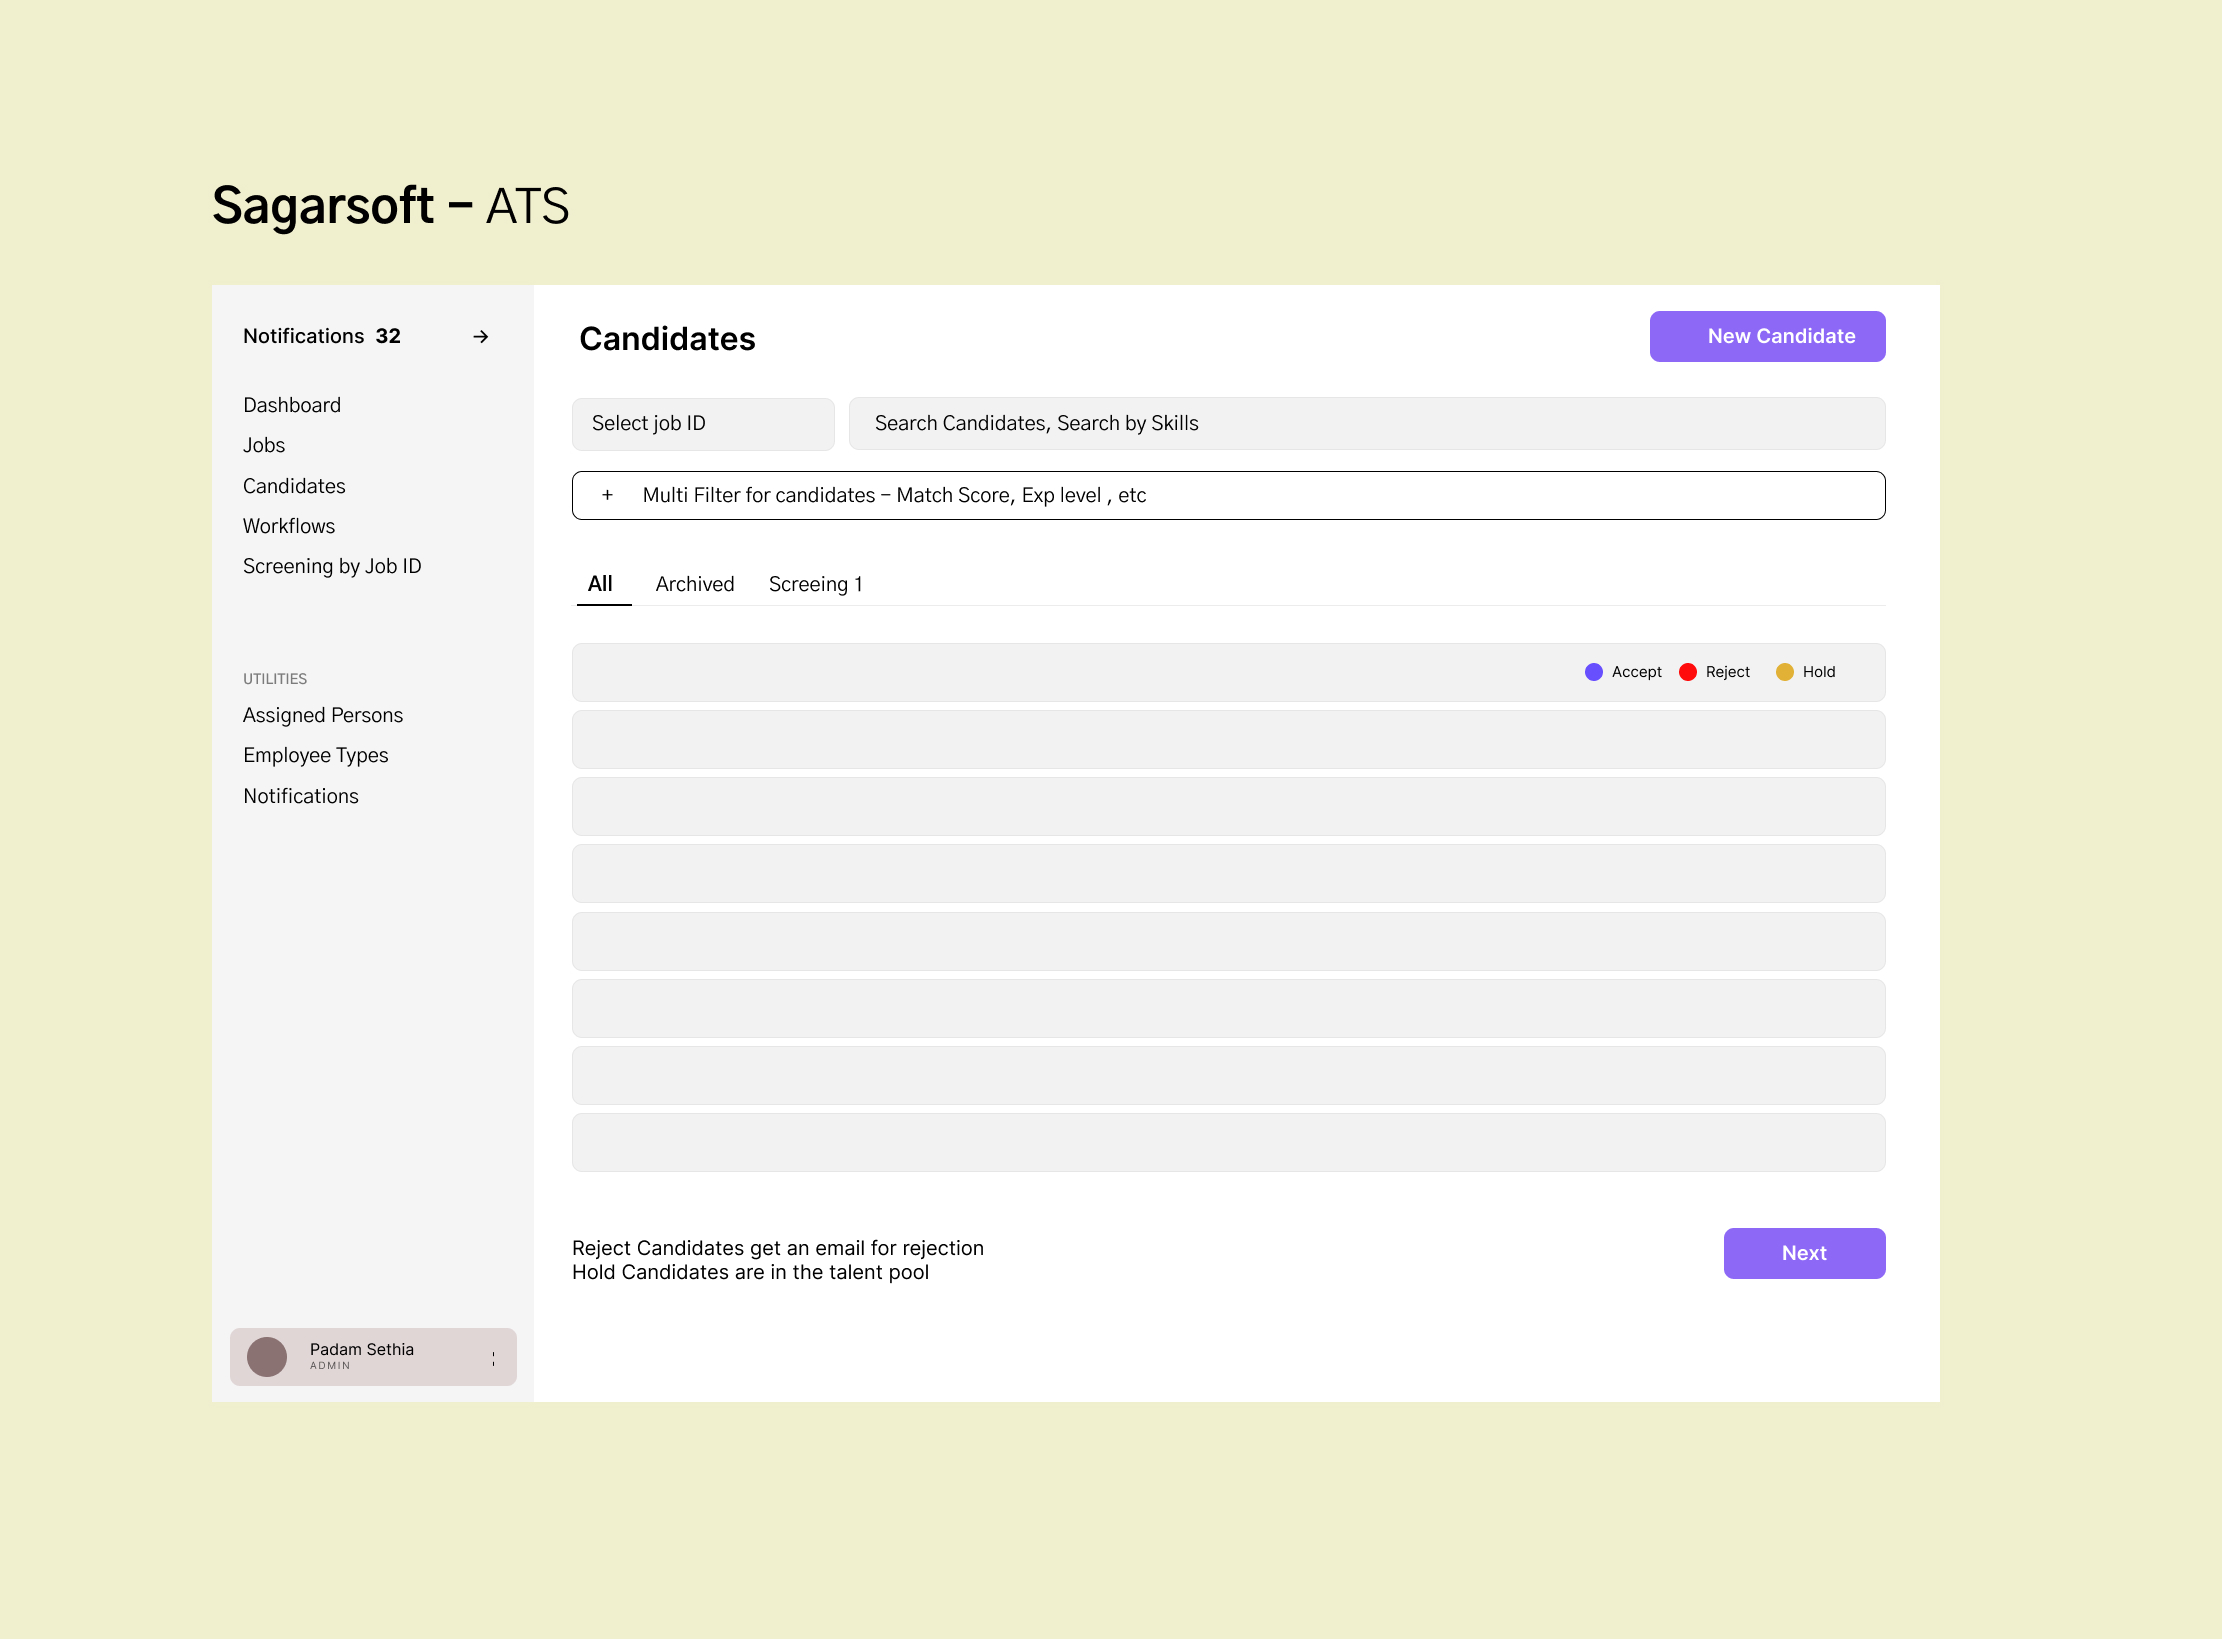 Sagarsoft – ATS
Notifications 32 →
Dashboard
Jobs
Candidates
Workflows
Screening by Job ID
UTILITIES
Assigned Persons
Employee Types
Notifications
Padam Sethia
ADMIN
Candidates
New Candidate
Select job ID
Search Candidates, Search by Skills
+ Multi Filter for candidates – Match Score, Exp level , etc
All Archived Screeing 1
Accept Reject Hold
Reject Candidates get an email for rejection
Hold Candidates are in the talent pool
Next